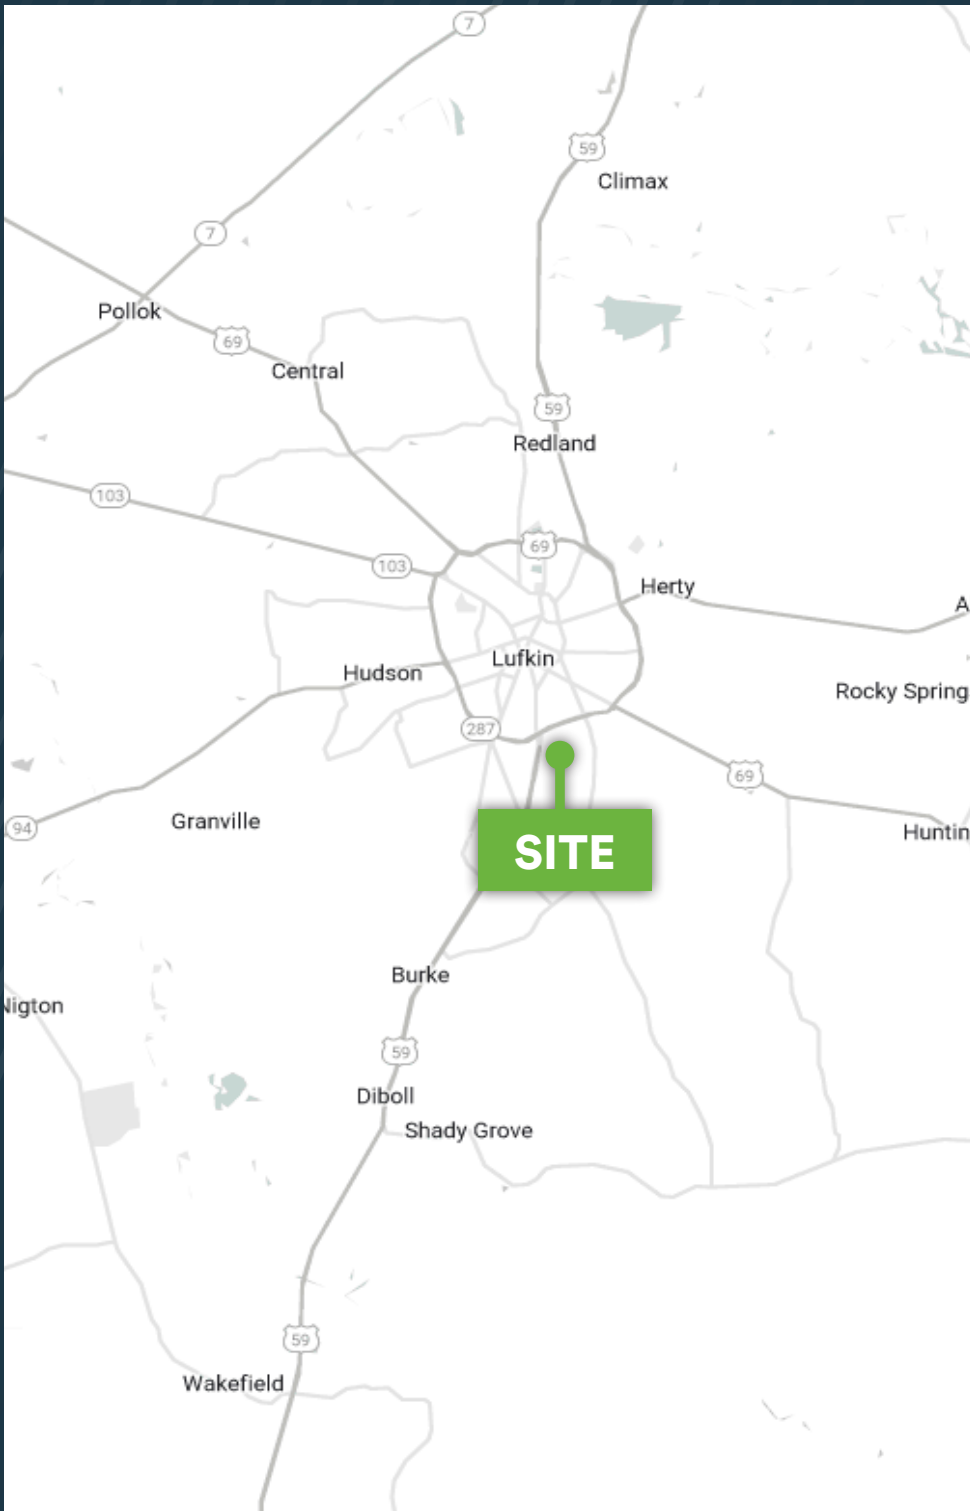 7
59
Climax
7
Pollok
69
Central
59
Redland
103
69
103
Herty
A
Lufkin
Hudson
Rocky Spring
287
69
SITE
Granville
94
Huntin
Burke
Nigton
59
Diboll
Shady Grove
59
Wakefield